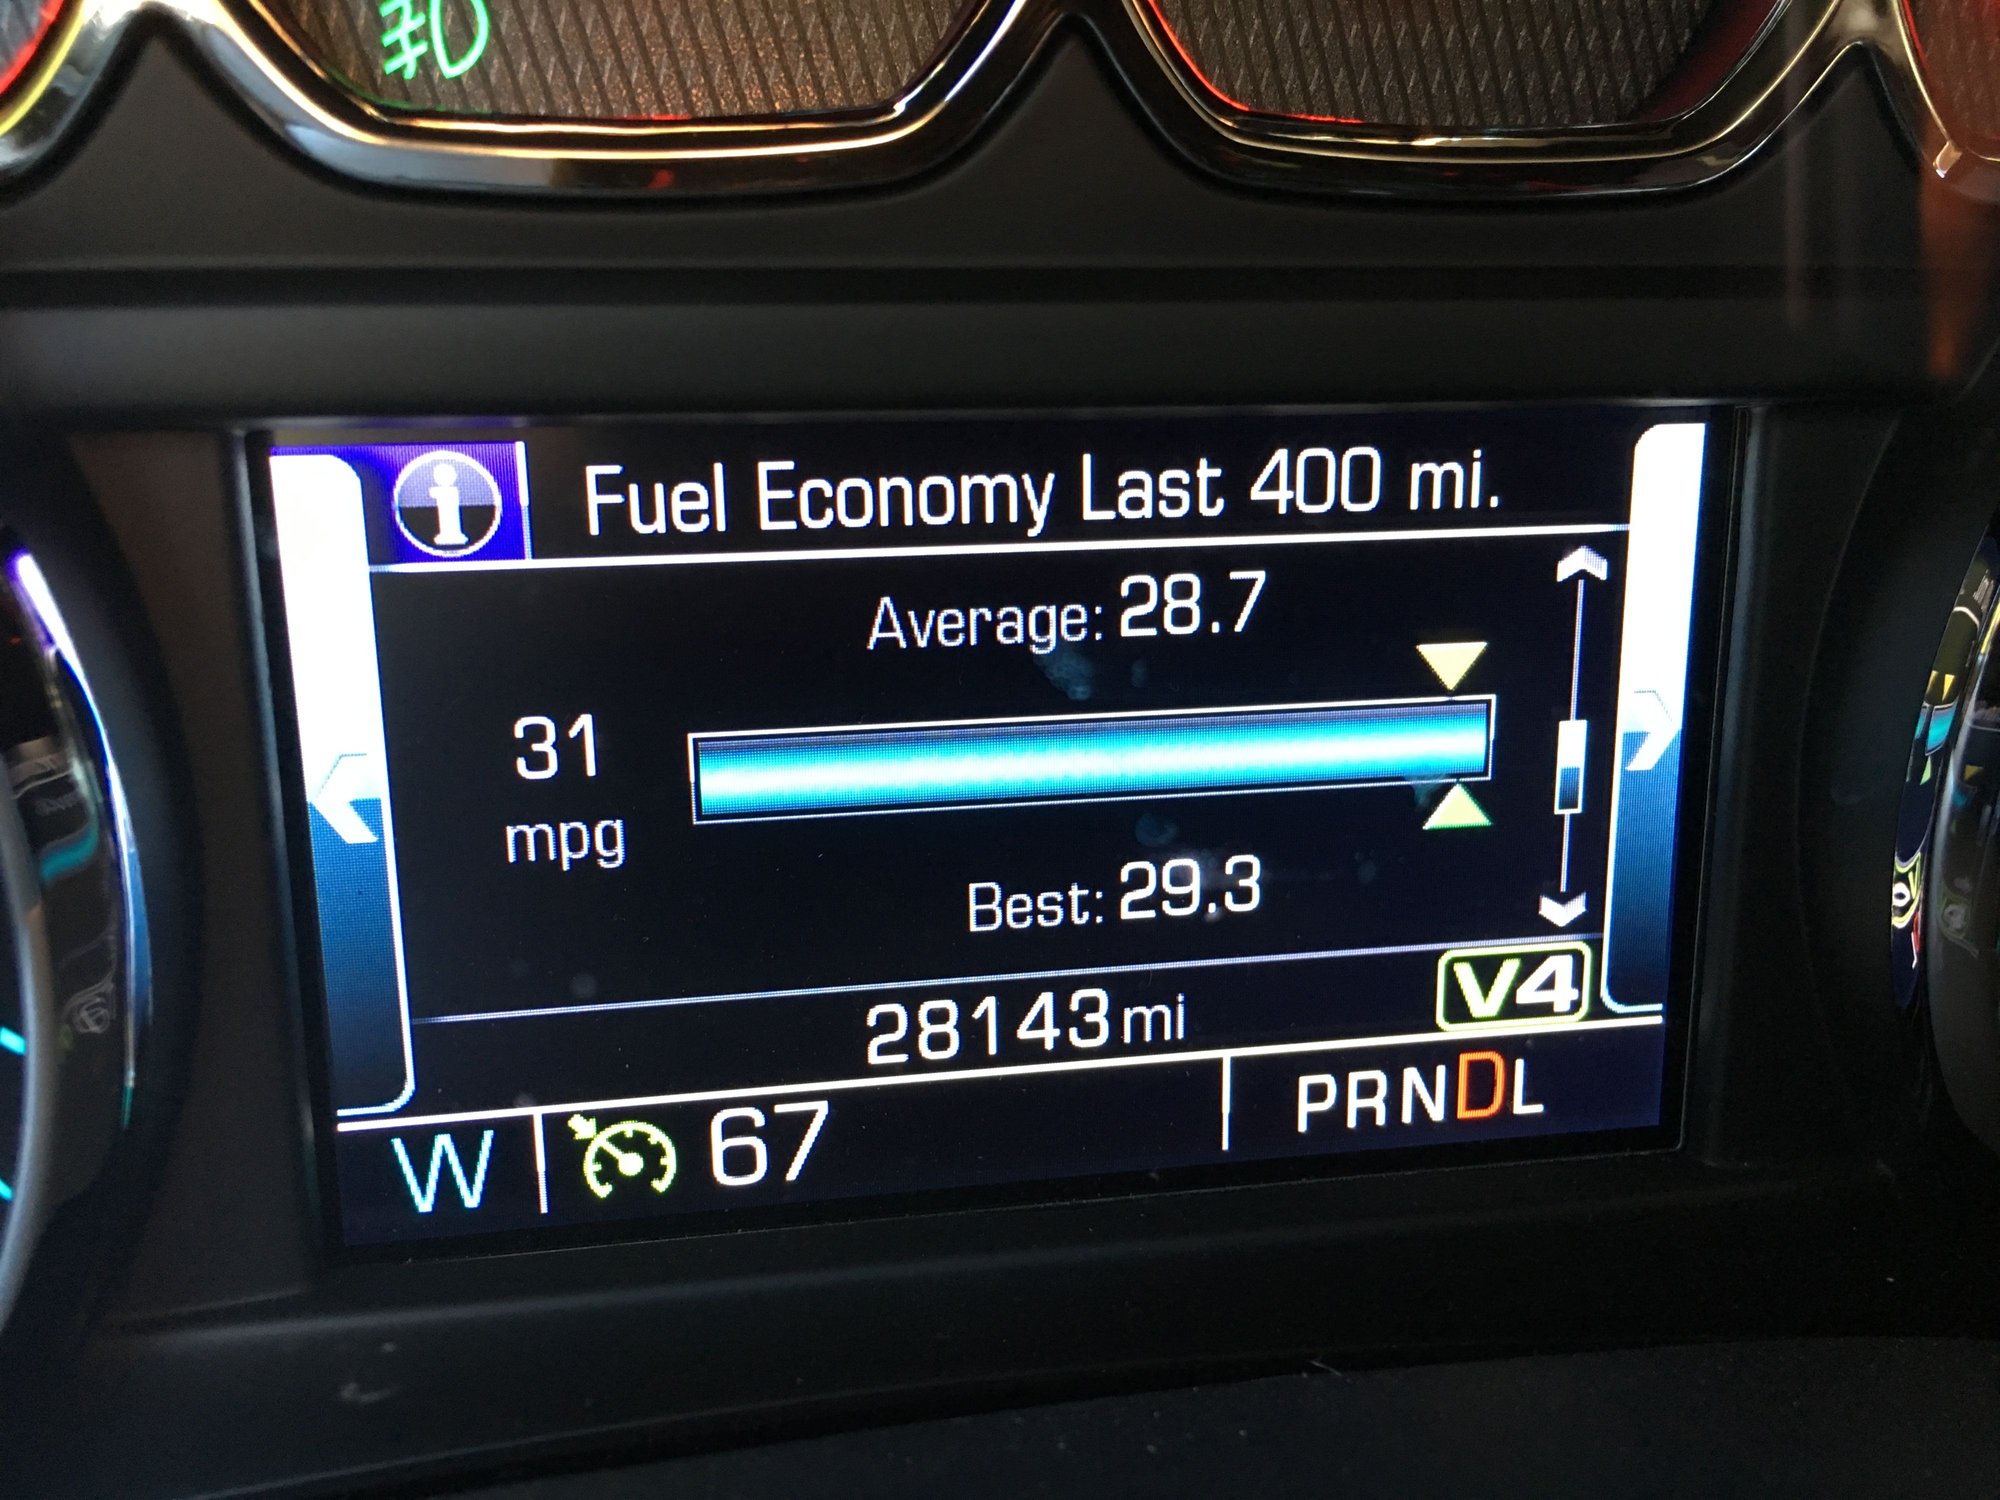 Fuel Economy Last 400 mi.
Average: 28.7
31
mpg
Best: 29.3
V4
28143 mi
W 67 PRNDL